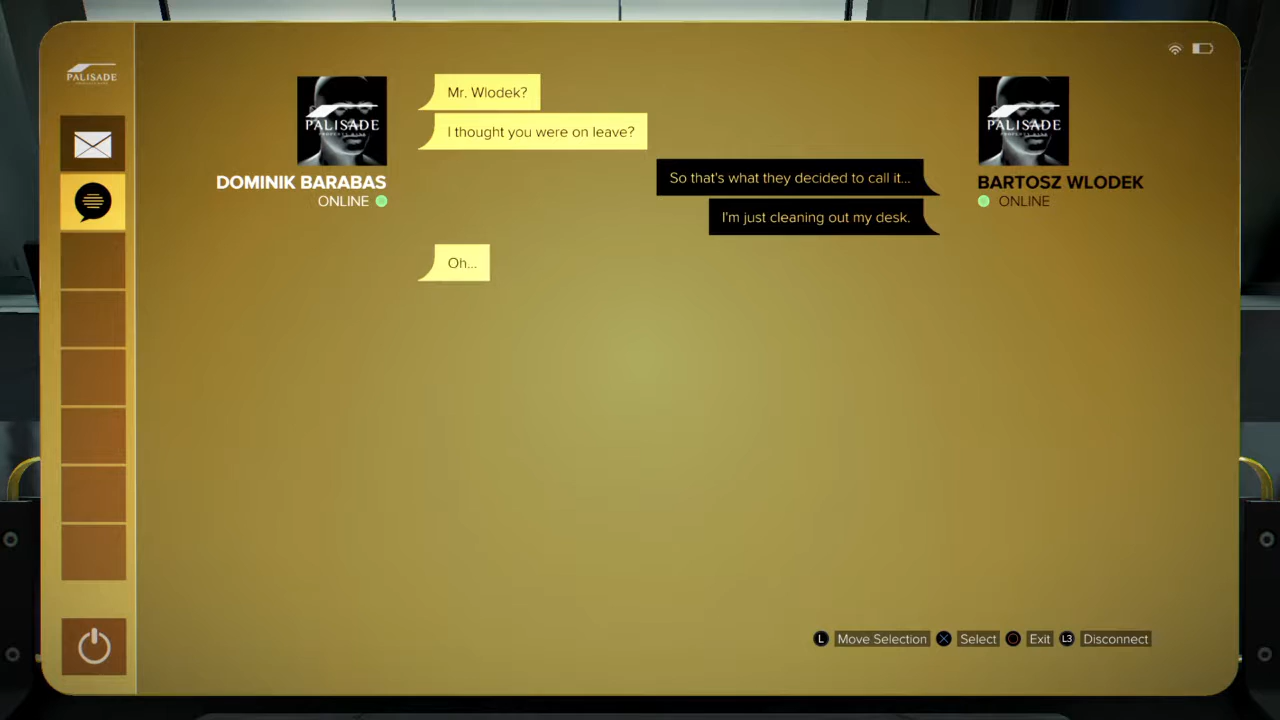 PALISADE
Mr. Wlodek?
I thought you were on leave?
PALISADE
DOMINIK BARABAS
ONLINE
So that's what they decided to call it...
I'm just cleaning out my desk.
PALISADE
BARTOSZ WLODEK
ONLINE
Oh...
L Move Selection Select Exit L3 Disconnect